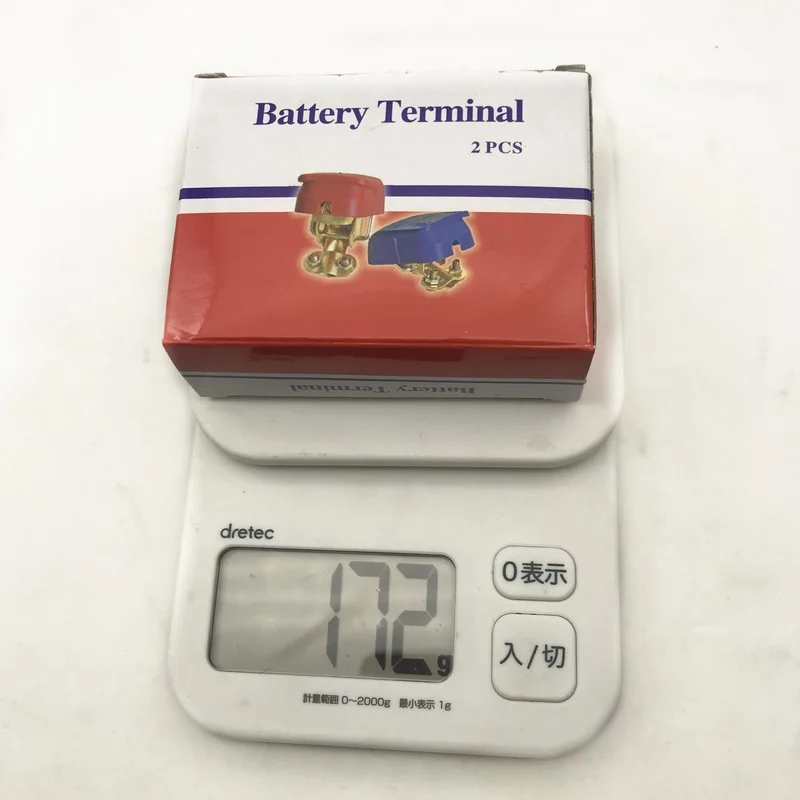 Battery Terminal
2 PCS
Battery Terminal
dretec
172g
0表示
入/切
計量範囲 0～2000g 最小表示 1g